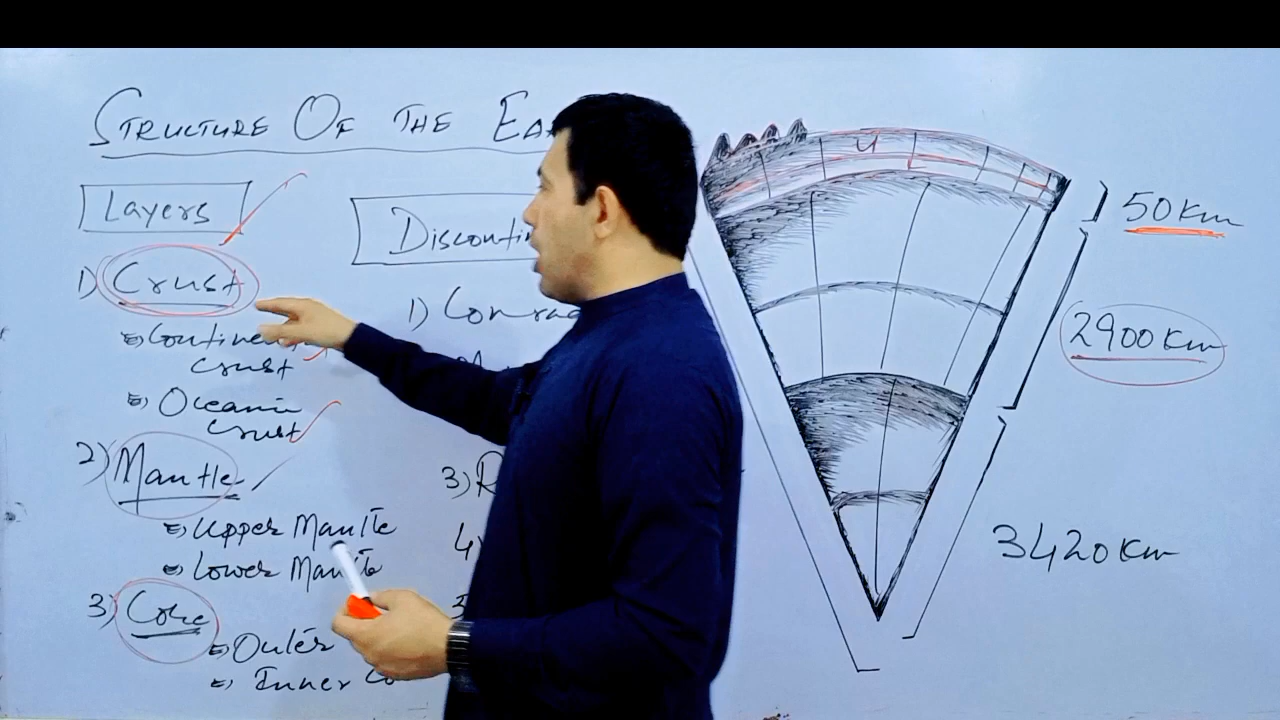 STRUCTURE OF THE EA
Layers
Discontin
1) Crust
⇒ Continen
Crust
⇒ Oceanic
Crust
2) Mantle
⇒ Upper Mantle
⇒ Lower Mantle
3) Core
⇒ Outer
⇒ Inner Co
1) Conrad
3) R
4)
U
L
50 Km
2900 Km
3420 Km